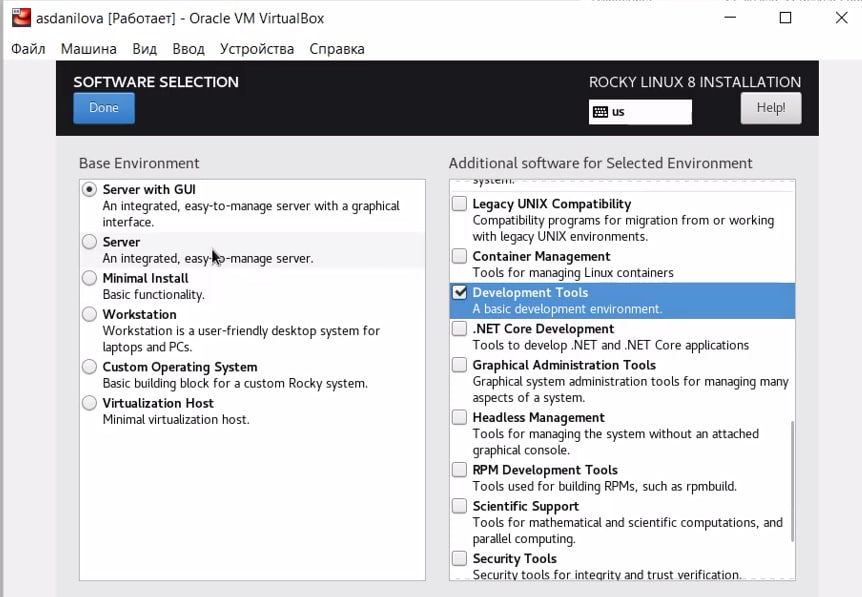 asdanilova [Работает] - Oracle VM VirtualBox
Файл Машина Вид Ввод Устройства Справка
SOFTWARE SELECTION
ROCKY LINUX 8 INSTALLATION
Done
us
Help!
Base Environment
Server with GUI
An integrated, easy-to-manage server with a graphical
interface.
Server
An integrated, easy-to-manage server.
Minimal Install
Basic functionality.
Workstation
Workstation is a user-friendly desktop system for
laptops and PCs.
Custom Operating System
Basic building block for a custom Rocky system.
Virtualization Host
Minimal virtualization host.
Additional software for Selected Environment
system.
Legacy UNIX Compatibility
Compatibility programs for migration from or working
with legacy UNIX environments.
Container Management
Tools for managing Linux containers
Development Tools
A basic development environment.
.NET Core Development
Tools to develop .NET and .NET Core applications
Graphical Administration Tools
Graphical system administration tools for managing many
aspects of a system.
Headless Management
Tools for managing the system without an attached
graphical console.
RPM Development Tools
Tools used for building RPMs, such as rpmbuild.
Scientific Support
Tools for mathematical and scientific computations, and
parallel computing.
Security Tools
Security tools for integrity and trust verification.